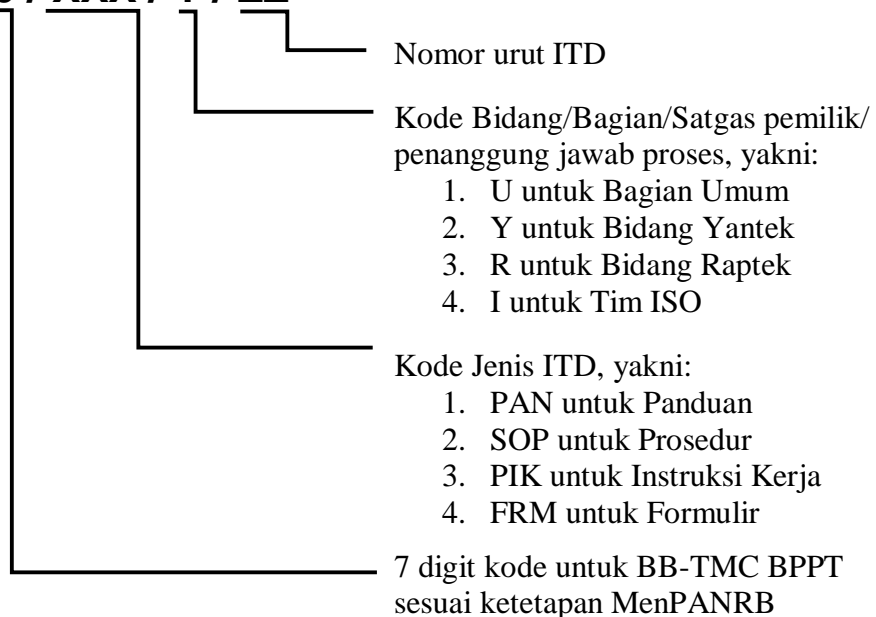 Nomor urut ITD
Kode Bidang/Bagian/Satgas pemilik/
penanggung jawab proses, yakni:
1. U untuk Bagian Umum
2. Y untuk Bidang Yantek
3. R untuk Bidang Raptek
4. I untuk Tim ISO
Kode Jenis ITD, yakni:
1. PAN untuk Panduan
2. SOP untuk Prosedur
3. PIK untuk Instruksi Kerja
4. FRM untuk Formulir
7 digit kode untuk BB-TMC BPPT
sesuai ketetapan MenPANRB